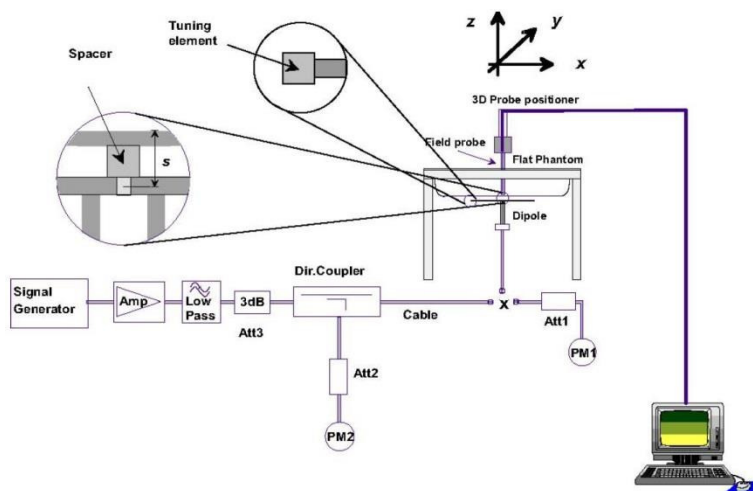 Tuning
element
Spacer
s
z
y
x
3D Probe positioner
Field probe
Flat Phantom
Dipole
Dir.Coupler
Signal
Generator
Amp
Low
Pass
3dB
Att3
Cable
x
Att1
PM1
Att2
PM2